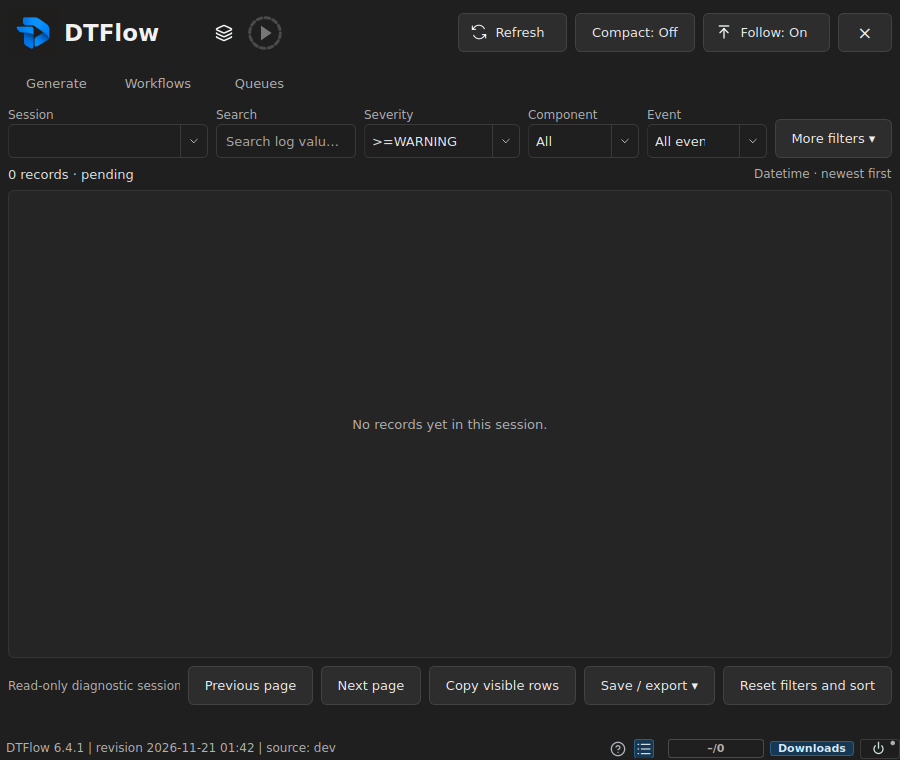 DTFlow
Refresh
Compact: Off
Follow: On
Generate
Workflows
Queues
Session
Search
Severity
Component
Event
Search log valu...
>=WARNING
All
All even
More filters ▾
0 records · pending
Datetime · newest first
No records yet in this session.
Read-only diagnostic session
Previous page
Next page
Copy visible rows
Save / export ▾
Reset filters and sort
DTFlow 6.4.1 | revision 2026-11-21 01:42 | source: dev
-/0
Downloads